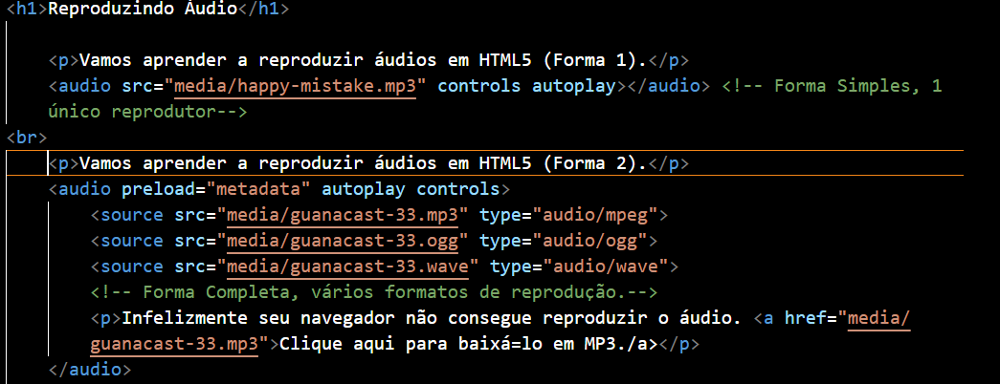 <h1>Reproduzindo Áudio</h1>
<p>Vamos aprender a reproduzir áudios em HTML5 (Forma 1).</p>
<audio src="media/happy-mistake.mp3" controls autoplay></audio> <!-- Forma Simples, 1
único reprodutor-->
<br>
<p>Vamos aprender a reproduzir áudios em HTML5 (Forma 2).</p>
<audio preload="metadata" autoplay controls>
<source src="media/guanacast-33.mp3" type="audio/mpeg">
<source src="media/guanacast-33.ogg" type="audio/ogg">
<source src="media/guanacast-33.wave" type="audio/wave">
<!-- Forma Completa, vários formatos de reprodução.-->
<p>Infelizmente seu navegador não consegue reproduzir o áudio. <a href="media/
guanacast-33.mp3">Clique aqui para baixá=lo em MP3./a></p>
</audio>